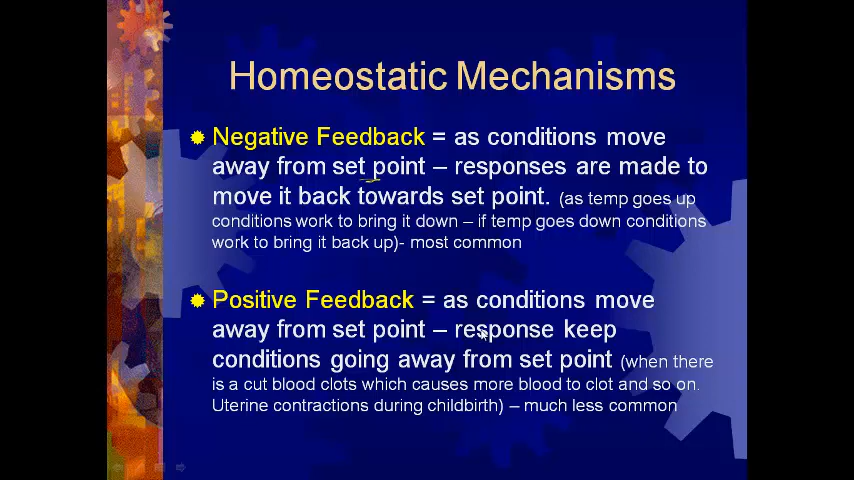 Homeostatic Mechanisms
Negative Feedback = as conditions move
away from set point – responses are made to
move it back towards set point. (as temp goes up
conditions work to bring it down – if temp goes down conditions
work to bring it back up)- most common
Positive Feedback = as conditions move
away from set point – response keep
conditions going away from set point (when there
is a cut blood clots which causes more blood to clot and so on.
Uterine contractions during childbirth) – much less common